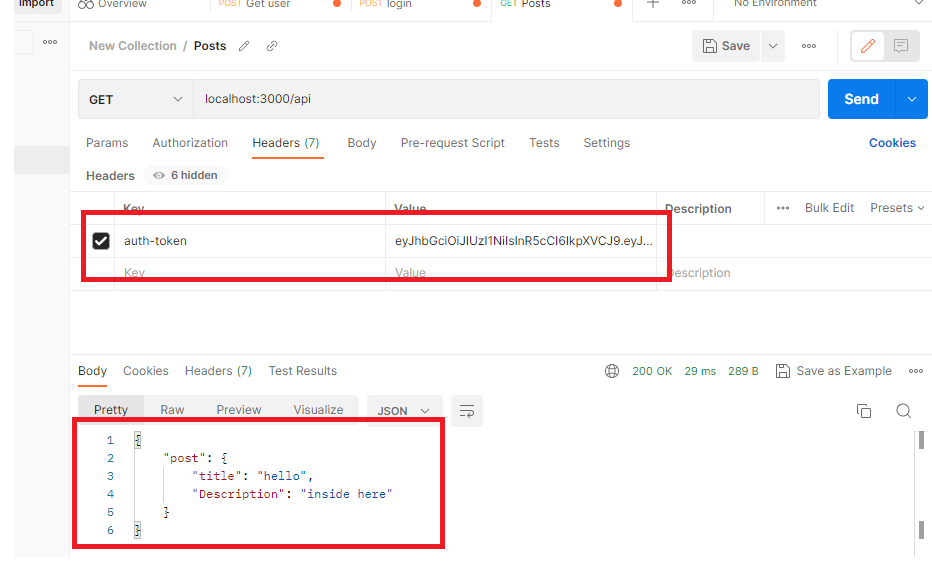 Import
Overview
POST Get user
POST login
GET Posts
No Environment
New Collection / Posts
Save
GET
localhost:3000/api
Send
Params Authorization Headers (7) Body Pre-request Script Tests Settings Cookies
Headers 6 hidden
Key Value Description Bulk Edit Presets
auth-token eyJhbGciOiJIUzI1NiIsInR5cCI6IkpXVCJ9.eyJ...
Key Value Description
Body Cookies Headers (7) Test Results 200 OK 29 ms 289 B Save as Example
Pretty Raw Preview Visualize JSON
1 {
2 "post": {
3 "title": "hello",
4 "Description": "inside here"
5 }
6 }